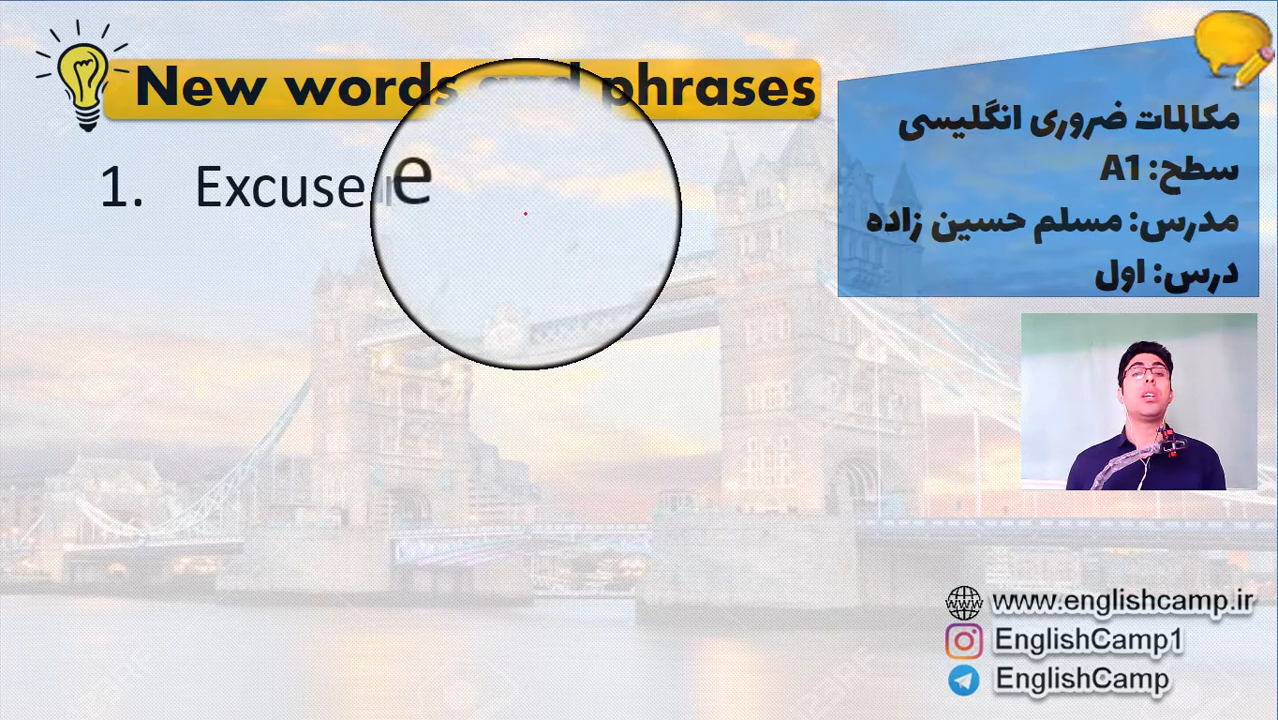 New words phrases
1. Excuse
مکالمات ضروری انگلیسی
سطح: A1
مدرس: مسلم حسین زاده
درس: اول
www.englishcamp.ir
EnglishCamp1
EnglishCamp